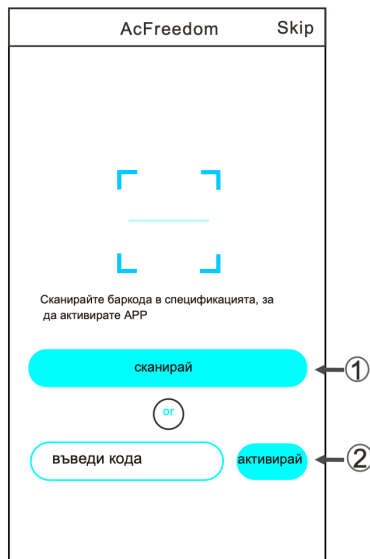 AcFreedom Skip
Сканирайте баркода в спецификацията, за
да активирате APP
сканирай
①
or
въведи кода
активирай
②